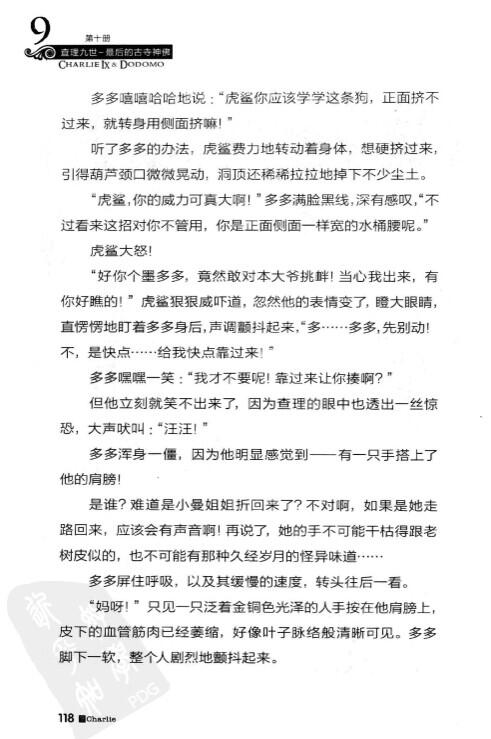 9
第十册
查理九世-最后的古寺神佛
CHARLIE IX & DODOMO
多多嘻嘻哈哈地说：“虎鲨你应该学学这条狗，正面挤不
过来，就转身用侧面挤嘛！”
听了多多的办法，虎鲨费力地转动着身体，想硬挤过来，
引得葫芦颈口微微晃动，洞顶还稀稀拉拉地掉下不少尘土。
“虎鲨，你的威力可真大啊！”多多满脸黑线，深有感叹，“不
过看来这招对你不管用，你是正面侧面一样宽的水桶腰呢。”
虎鲨大怒！
“好你个墨多多，竟然敢对本大爷挑衅！当心我出来，有
你好瞧的！”虎鲨狠狠威吓道，忽然他的表情变了，瞪大眼睛，
直愣愣地盯着多多身后，声调颤抖起来，“多……多多，先别动！
不，是快点……给我快点靠过来！”
多多嘿嘿一笑：“我才不要呢！靠过来让你揍啊？”
但他立刻就笑不出来了，因为查理的眼中也透出一丝惊
恐，大声吠叫：“汪汪！”
多多浑身一僵，因为他明显感觉到——有一只手搭上了
他的肩膀！
是谁？难道是小曼姐姐折回来了？不对啊，如果是她走
路回来，应该会有声音啊！再说了，她的手不可能干枯得跟老
树皮似的，也不可能有那种久经岁月的怪异味道……
多多屏住呼吸，以及其缓慢的速度，转头往后一看。
“妈呀！”只见一只泛着金铜色光泽的人手按在他肩膀上，
皮下的血管筋肉已经萎缩，好像叶子脉络般清晰可见。多多
脚下一软，整个人剧烈地颤抖起来。
PDG
118 Charlie